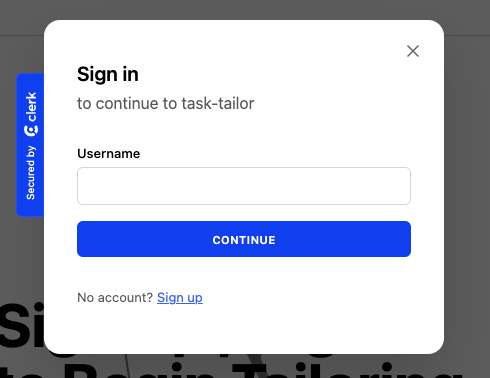 Sign in
to continue to task-tailor
Secured by clerk
Username
CONTINUE
No account? Sign up
to Begin Tailoring